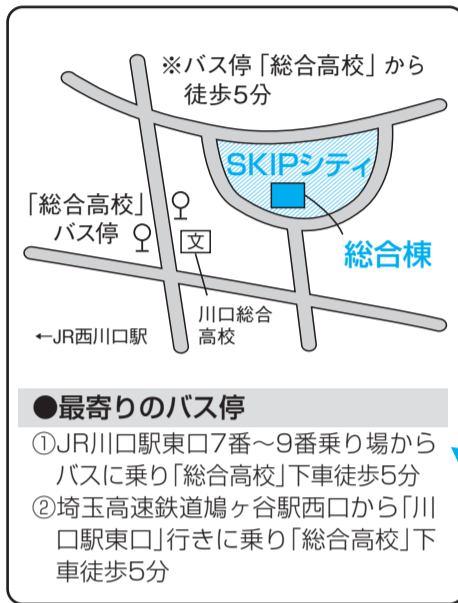 ※バス停「総合高校」から
徒歩5分
SKIPシティ
「総合高校」
バス停
文
総合棟
川口総合
高校
←JR西川口駅
●最寄りのバス停
①JR川口駅東口7番〜9番乗り場から
バスに乗り「総合高校」下車徒歩5分
②埼玉高速鉄道鳩ヶ谷駅西口から「川
口駅東口」行きに乗り「総合高校」下
車徒歩5分